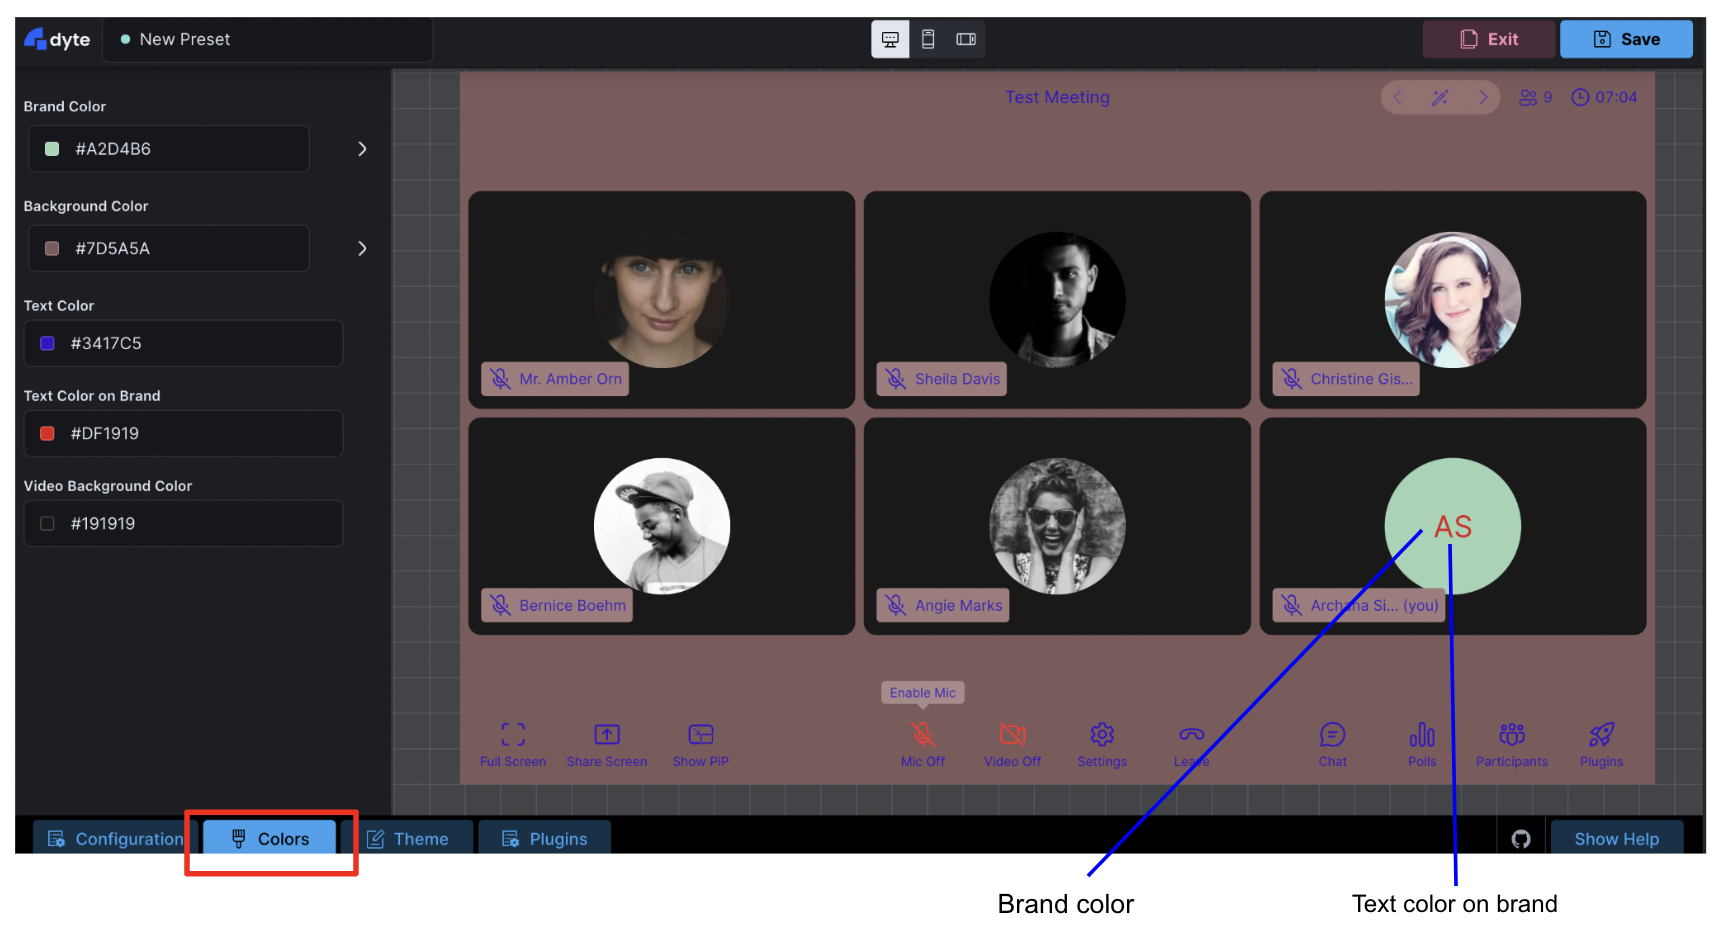 dyte
New Preset
Exit
Save
Brand Color
#A2D4B6
Background Color
#7D5A5A
Text Color
#3417C5
Text Color on Brand
#DF1919
Video Background Color
#191919
Test Meeting
9
07:04
Mr. Amber Orn
Sheila Davis
Christine Gis...
AS
Bernice Boehm
Angie Marks
Archana Si... (you)
Enable Mic
Full Screen
Share Screen
Show PiP
Mic Off
Video Off
Settings
Leave
Chat
Polls
Participants
Plugins
Configuration
Colors
Theme
Plugins
Show Help
Brand color
Text color on brand